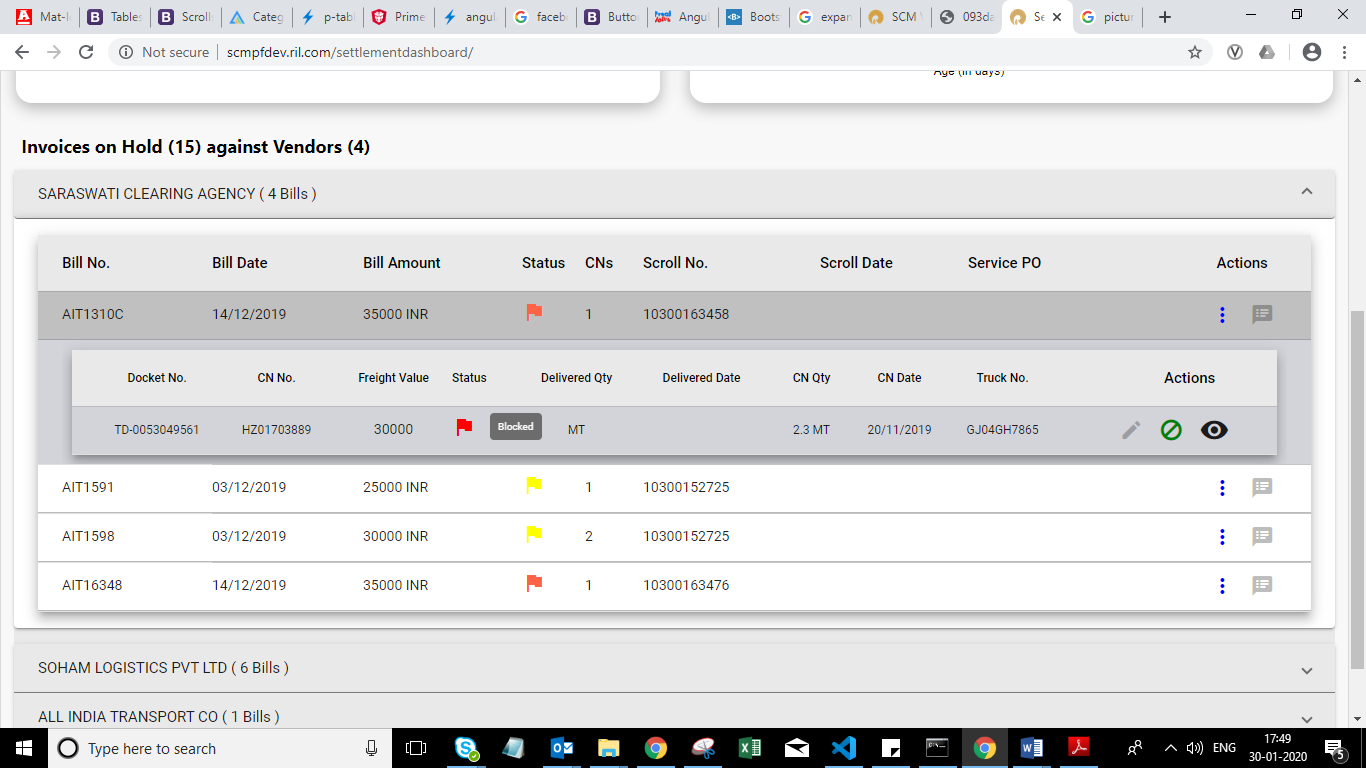 Mat-l Tables Scroll Categ p-tabl Prime angul faceb Butto Angul Boots expan SCM 093da Se pictur
Not secure scmpfdev.ril.com/settlementdashboard/
Age (in days)
Invoices on Hold (15) against Vendors (4)
SARASWATI CLEARING AGENCY ( 4 Bills )
Bill No. Bill Date Bill Amount Status CNs Scroll No. Scroll Date Service PO Actions
AIT1310C 14/12/2019 35000 INR 1 10300163458
Docket No. CN No. Freight Value Status Delivered Qty Delivered Date CN Qty CN Date Truck No. Actions
TD-0053049561 HZ01703889 30000 Blocked MT 2.3 MT 20/11/2019 GJ04GH7865
AIT1591 03/12/2019 25000 INR 1 10300152725
AIT1598 03/12/2019 30000 INR 2 10300152725
AIT16348 14/12/2019 35000 INR 1 10300163476
SOHAM LOGISTICS PVT LTD ( 6 Bills )
ALL INDIA TRANSPORT CO ( 1 Bills )
Type here to search ENG 17:49
30-01-2020 5